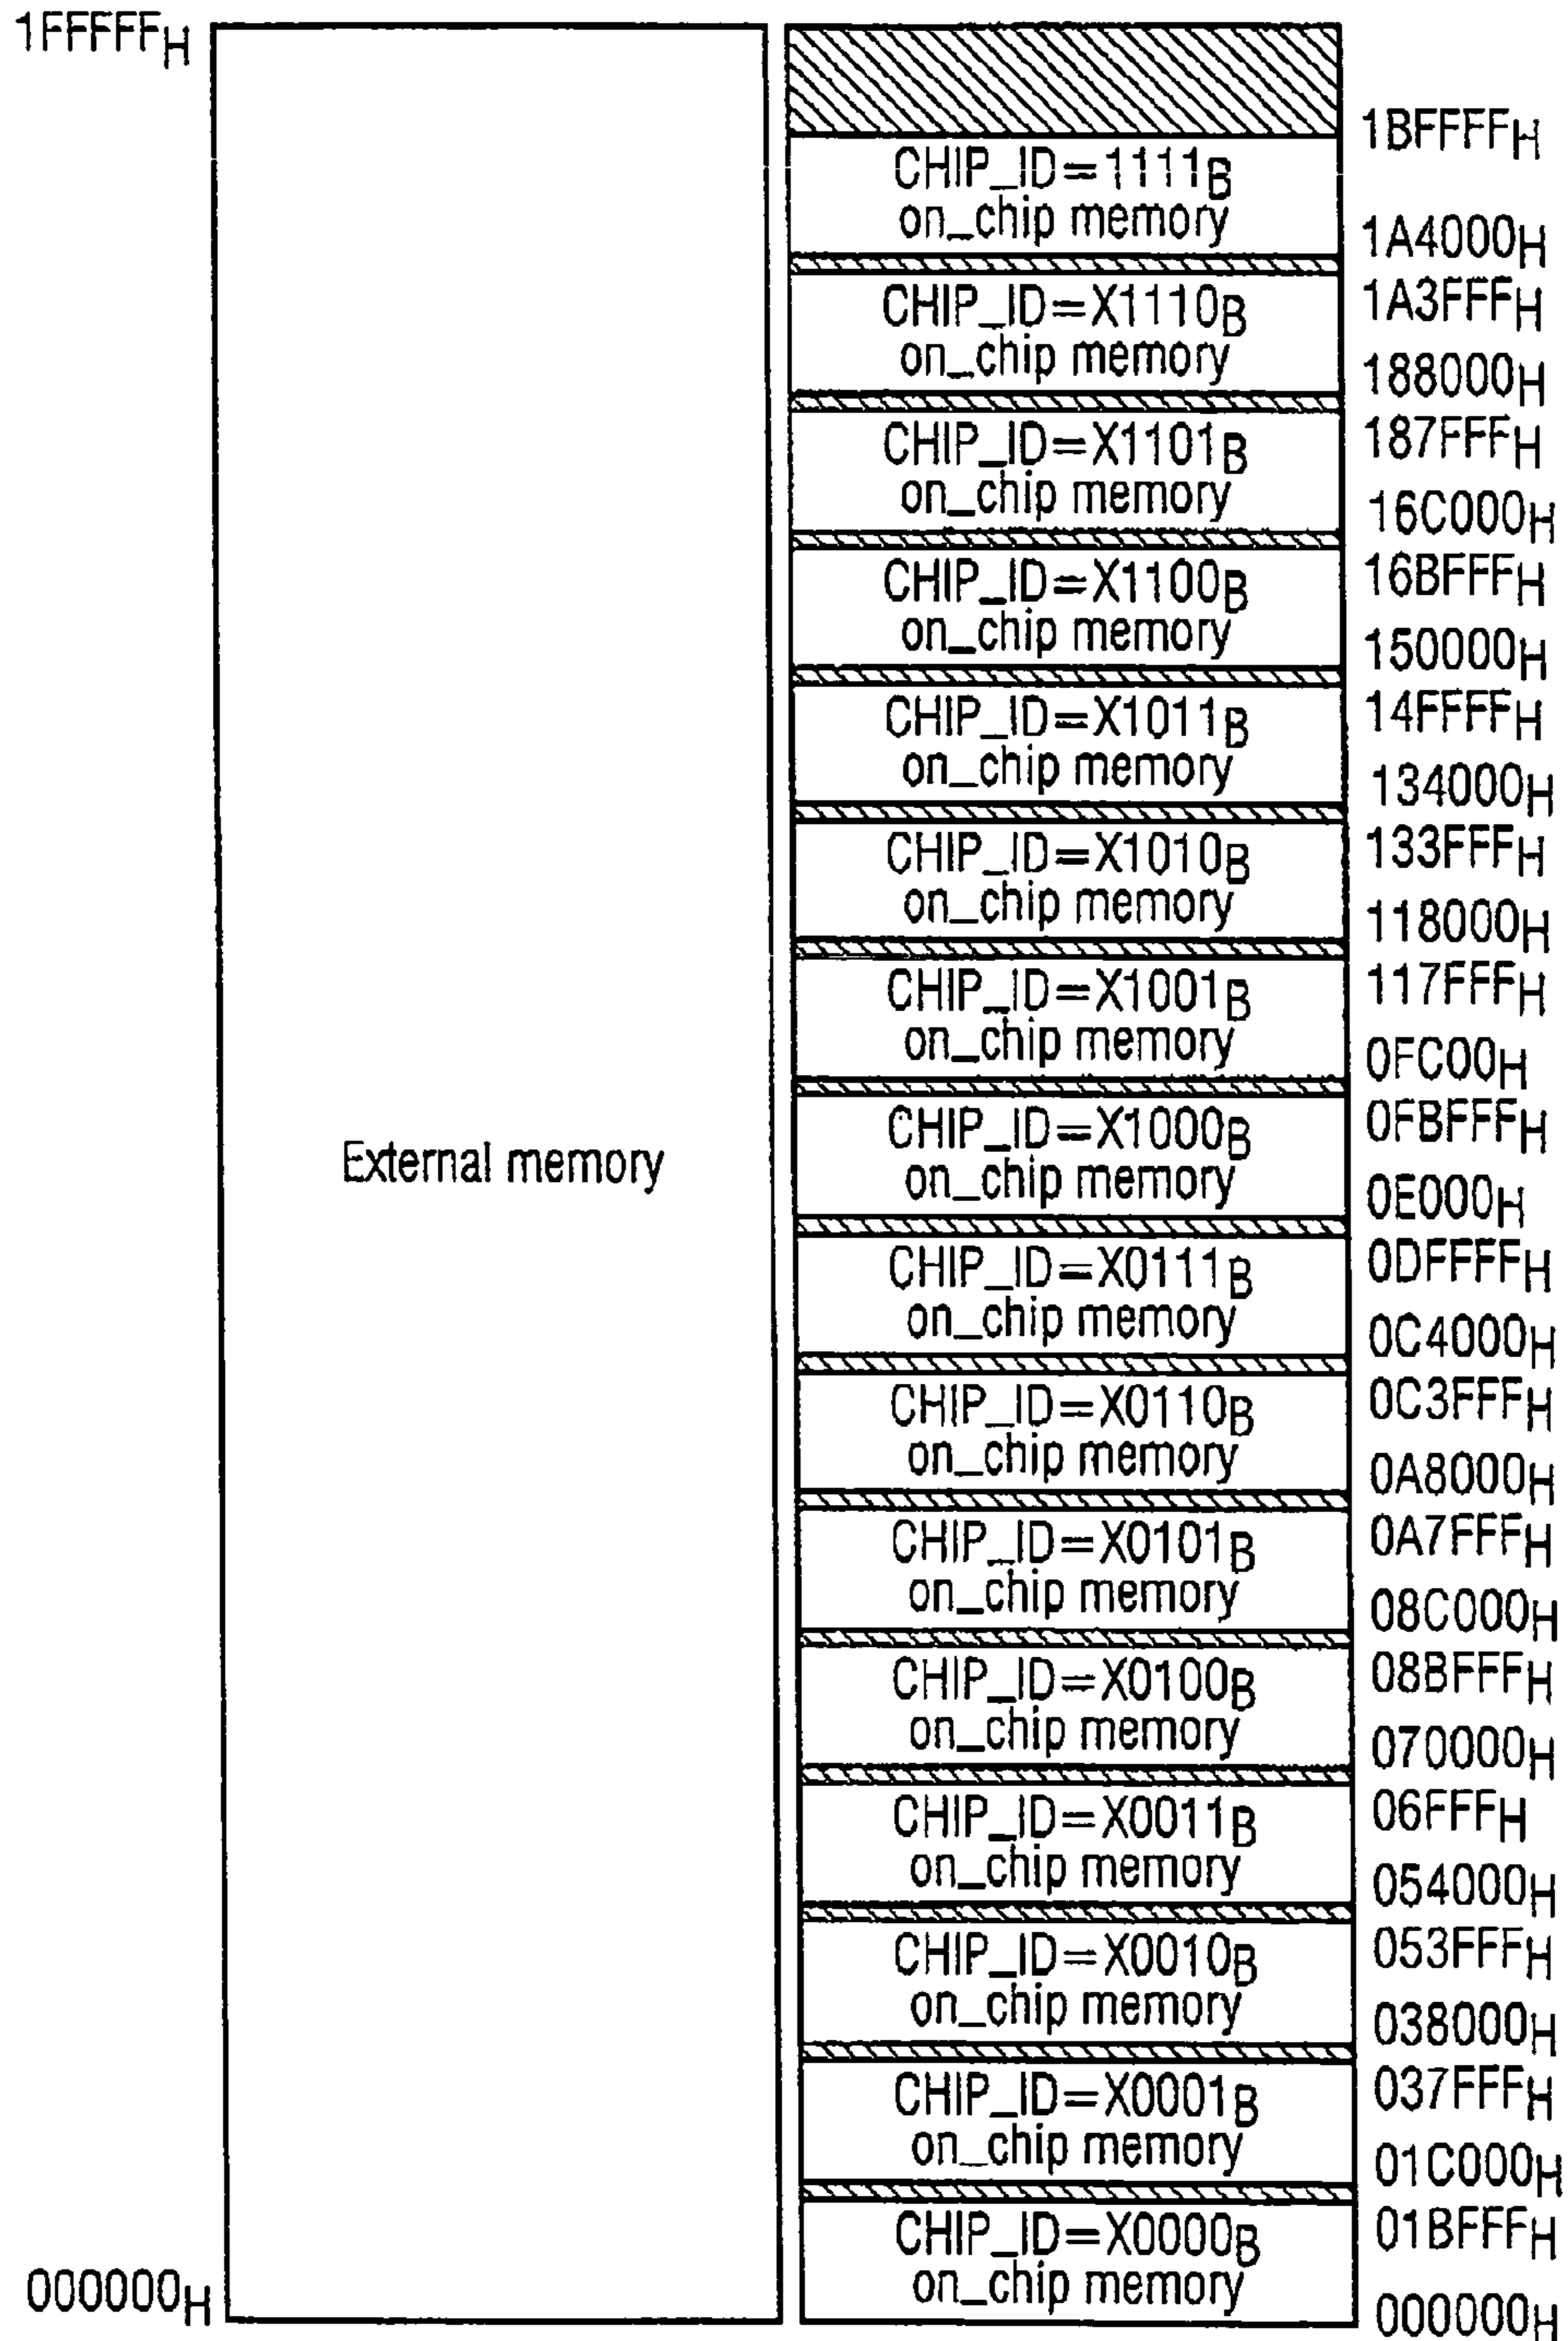 1FFFFFH
External memory
000000H
1BFFFFH
CHIP_ID=1111B
on_chip memory
1A4000H
1A3FFFH
CHIP_ID=X1110B
on_chip memory
188000H
187FFFH
CHIP_ID=X1101B
on_chip memory
16C000H
16BFFFH
CHIP_ID=X1100B
on_chip memory
150000H
14FFFFH
CHIP_ID=X1011B
on_chip memory
134000H
133FFFH
CHIP_ID=X1010B
on_chip memory
118000H
117FFFH
CHIP_ID=X1001B
on_chip memory
0FC00H
0FBFFFH
CHIP_ID=X1000B
on_chip memory
0E000H
0DFFFFH
CHIP_ID=X0111B
on_chip memory
0C4000H
0C3FFFH
CHIP_ID=X0110B
on_chip memory
0A8000H
0A7FFFH
CHIP_ID=X0101B
on_chip memory
08C000H
08BFFFH
CHIP_ID=X0100B
on_chip memory
070000H
06FFFH
CHIP_ID=X0011B
on_chip memory
054000H
053FFFH
CHIP_ID=X0010B
on_chip memory
038000H
037FFFH
CHIP_ID=X0001B
on_chip memory
01C000H
01BFFFH
CHIP_ID=X0000B
on_chip memory
000000H